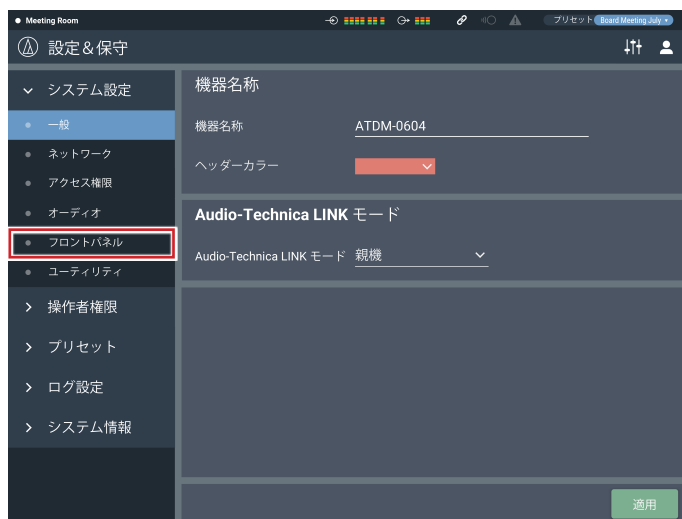 Meeting Room
プリセット Board Meeting July
設定＆保守
システム設定
一般
ネットワーク
アクセス権限
オーディオ
フロントパネル
ユーティリティ
操作者権限
プリセット
ログ設定
システム情報
機器名称
機器名称 ATDM-0604
ヘッダーカラー
Audio-Technica LINK モード
Audio-Technica LINK モード 親機
適用